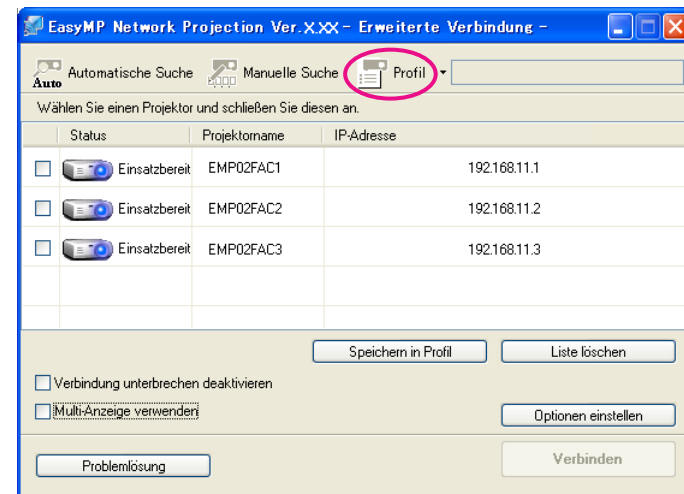 EasyMP Network Projection Ver.X.XX - Erweiterte Verbindung -
Auto Automatische Suche Manuelle Suche Profil
Wählen Sie einen Projektor und schließen Sie diesen an.
Status Projektorname IP-Adresse
Einsatzbereit EMP02FAC1 192.168.11.1
Einsatzbereit EMP02FAC2 192.168.11.2
Einsatzbereit EMP02FAC3 192.168.11.3
Speichern in Profil Liste löschen
Verbindung unterbrechen deaktivieren
Multi-Anzeige verwenden
Optionen einstellen
Problemlösung Verbinden